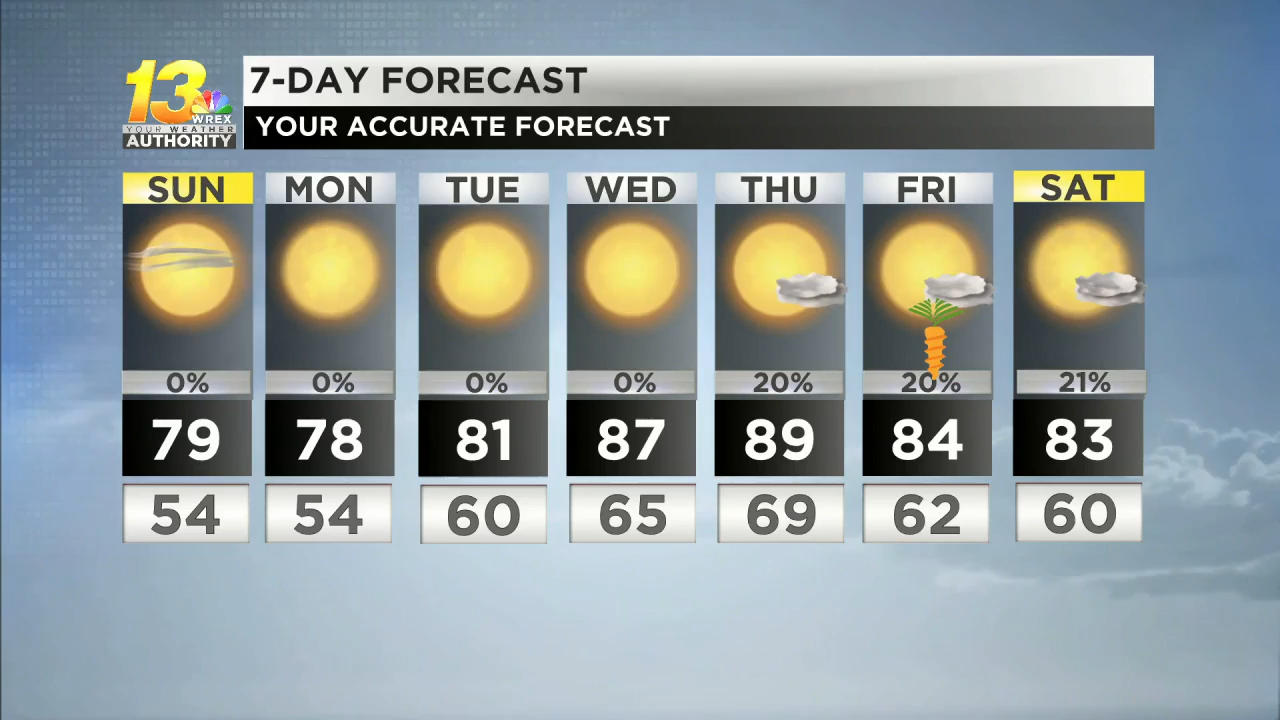 13
WREX
YOUR WEATHER
AUTHORITY
7-DAY FORECAST
YOUR ACCURATE FORECAST
SUN MON TUE WED THU FRI SAT
0% 0% 0% 0% 20% 20% 21%
79 78 81 87 89 84 83
54 54 60 65 69 62 60